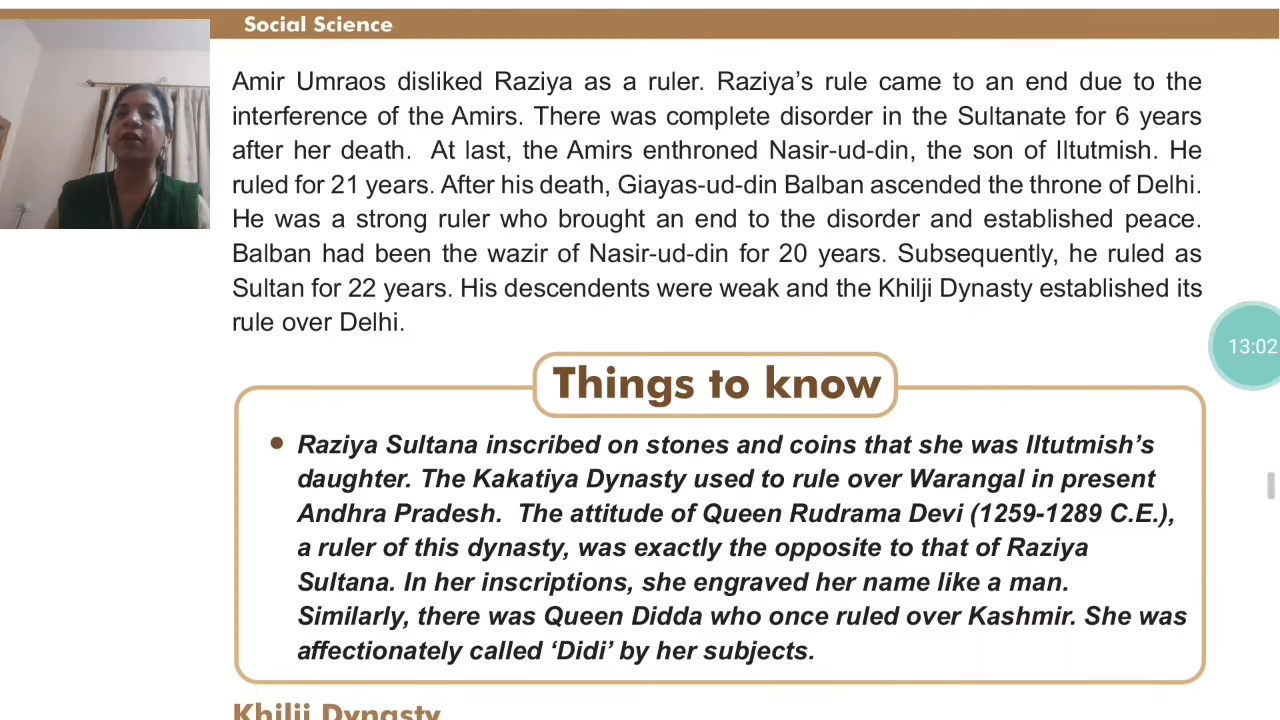 Social Science
Amir Umraos disliked Raziya as a ruler. Raziya’s rule came to an end due to the
interference of the Amirs. There was complete disorder in the Sultanate for 6 years
after her death.  At last, the Amirs enthroned Nasir-ud-din, the son of Iltutmish. He
ruled for 21 years. After his death, Giayas-ud-din Balban ascended the throne of Delhi.
He was a strong ruler who brought an end to the disorder and established peace.
Balban had been the wazir of Nasir-ud-din for 20 years. Subsequently, he ruled as
Sultan for 22 years. His descendents were weak and the Khilji Dynasty established its
rule over Delhi.
13:02
Things to know
• Raziya Sultana inscribed on stones and coins that she was Iltutmish’s
daughter. The Kakatiya Dynasty used to rule over Warangal in present
Andhra Pradesh.  The attitude of Queen Rudrama Devi (1259-1289 C.E.),
a ruler of this dynasty, was exactly the opposite to that of Raziya
Sultana. In her inscriptions, she engraved her name like a man.
Similarly, there was Queen Didda who once ruled over Kashmir. She was
affectionately called ‘Didi’ by her subjects.
Khilji Dynasty